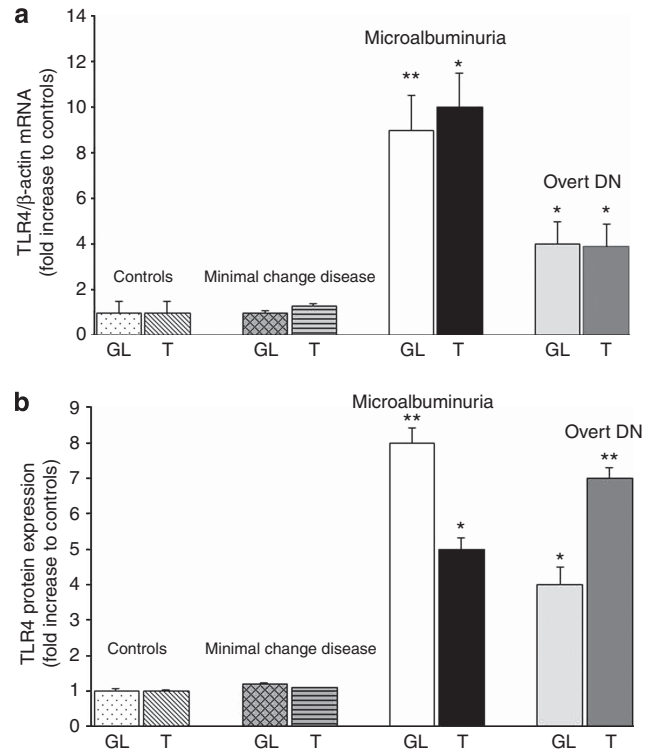 a
TLR4/β-actin mRNA
(fold increase to controls)
14
12
10
8
6
4
2
0
Microalbuminuria
**
*
Overt DN
*
*
Controls
Minimal change disease
GL T GL T GL T GL T
b
TLR4 protein expression
(fold increase to controls)
9
8
7
6
5
4
3
2
1
0
Microalbuminuria
**
*
Overt DN
**
*
Controls
Minimal change disease
GL T GL T GL T GL T